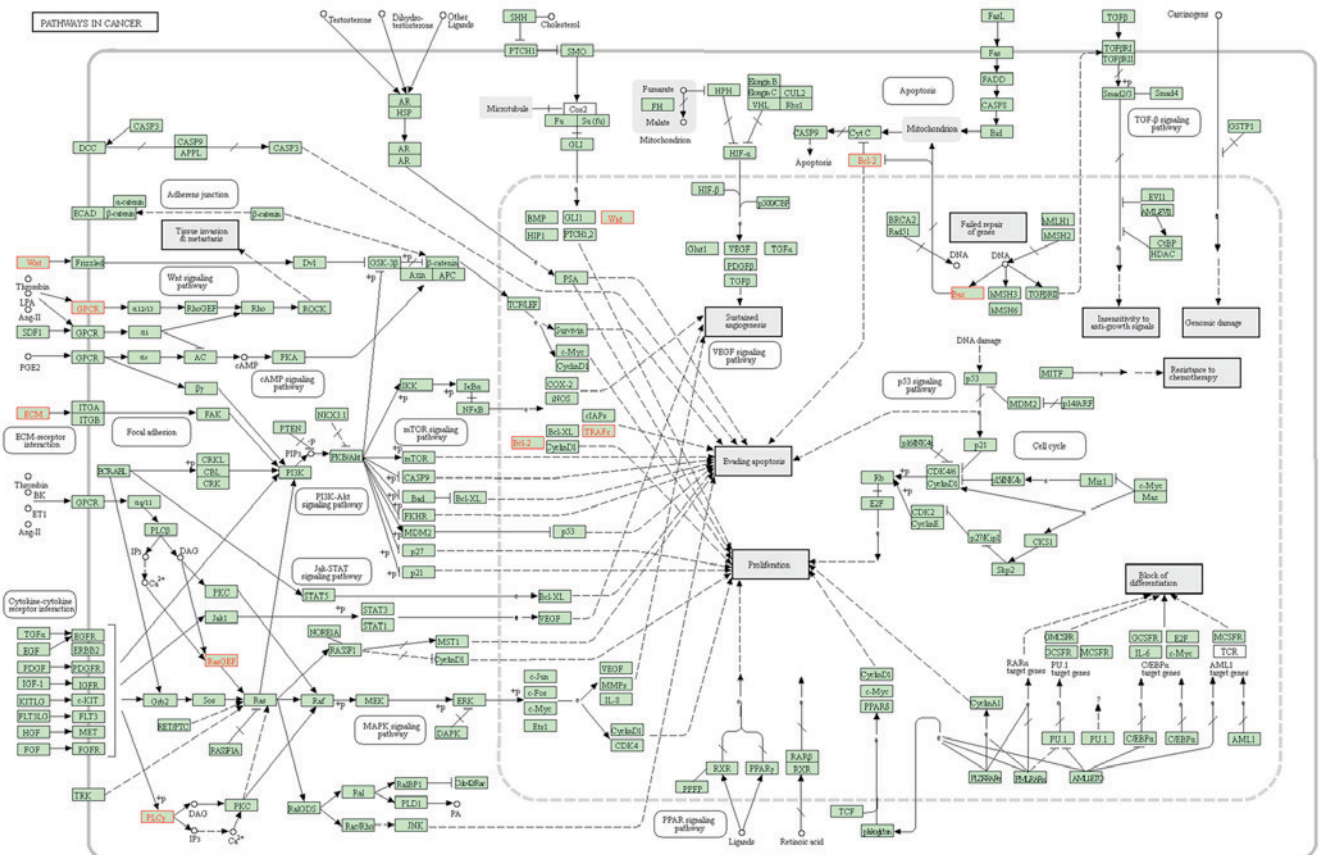 PATHWAYS IN CANCER
Testosterone
Dihydro-
testosterone
Other
Ligands
SHH
Cholesterol
PTCH1
SMO
Microtubule
Cos2
Fu
Su (fu)
GLI
AR
HSP
AR
AR
Fumarate
FH
Malate
Mitochondrion
HPH
Elongin B
Elongin C
CUL2
VHL
Rbx1
HIF-α
HIF-β
p300/CBP
Glut1
VEGF
TGFα
PDGFβ
TGFβ
Sustained
angiogenesis
VEGF signaling
pathway
FasL
Fas
FADD
CASP8
Bid
Apoptosis
CASP9
Cyt C
Mitochondrion
Apoptosis
Bcl-2
TGFβ
TGFβRI
TGFβRII
+p
Smad2/3
Smad4
TGF-β signaling
pathway
Carcinogens
GSTP1
EVI1
AML1-EVI1
CtBP
HDAC
BRCA2
Rad51
DNA
Failed repair
of genes
hMLH1
hMSH2
DNA
Bax
hMSH3
TGFβRII
hMSH6
Insensitivity to
anti-growth signals
Genomic damage
DCC
CASP3
CASP9
APPL
CASP3
Adherens junction
ECAD
α-catenin
β-catenin
β-catenin
Tissue invasion
& metastasis
Wnt
Frizzled
Dvl
GSK-3β
β-catenin
Axin
APC
+p
Wnt signaling
pathway
Thrombin
LPA
Ang-II
GPCR
α12/13
RhoGEF
Rho
ROCK
SDF1
GPCR
αi
PGE2
GPCR
αs
AC
cAMP
PKA
cAMP signaling
pathway
βγ
BMP
GLI1
Wnt
HIP1
PTCH1,2
PSA
TCF/LEF
Survivin
c-Myc
CyclinD1
COX-2
iNOS
cIAPs
Bcl-XL
TRAFs
Bcl-2
CyclinD1
Evading apoptosis
ECM
ITGA
ITGB
FAK
ECM-receptor
interaction
Focal adhesion
PTEN
NKX3.1
PIP3
-p
PKB/Akt
PI3K
IKK
+p
IκBα
NFκB
mTOR signaling
pathway
+p
mTOR
+p
CASP9
+p
Bad
Bcl-XL
+p
FKHR
+p
MDM2
p53
+p
p27
+p
p21
PI3K-Akt
signaling pathway
BCR-ABL
+p
CRKL
CBL
CRK
Thrombin
BK
ET1
Ang-II
GPCR
αq/11
PLCβ
IP3
DAG
Ca2+
PKC
Jak-STAT
signaling pathway
STAT5
Bcl-XL
Jak1
+p
STAT3
STAT1
VEGF
DNA damage
p53
p53 signaling
pathway
MDM2
p14/ARF
MITF
Resistance to
chemotherapy
p21
Cell cycle
p16/INK4a
CDK4/6
CyclinD1
p15/INK4b
Miz1
c-Myc
Max
Rb
+p
E2F
CDK2
CyclinE
p27/Kip1
CKS1
Skp2
Proliferation
Block of
differentiation
Cytokine-cytokine
receptor interaction
TGFα
EGFR
EGF
ERBB2
PDGF
PDGFR
IGF-1
IGFR
KITLG
c-KIT
FLT3LG
FLT3
HGF
MET
FGF
FGFR
RasGRP
NORE1A
RASSF1
MST1
CyclinD1
Grb2
Sos
Ras
Raf
+p
MEK
+p
ERK
+p
RET/PTC
RASSF1A
DAPK
MAPK signaling
pathway
c-Jun
c-Fos
c-Myc
Ets1
VEGF
MMPs
IL-8
CyclinD1
CDK4
TRK
+p
PLCγ
DAG
IP3
PKC
Ca2+
RalGDS
Ral
RalBP1
Cdc42/Rac
PLD1
PA
Rac/Rho
JNK
CyclinD1
c-Myc
PPARδ
PPFP
RXR
PPARγ
RARβ
RXR
PPAR signaling
pathway
Ligands
Retinoic acid
TCF
CyclinA1
RARα
target genes
GMCSFR
GCSFR
MCSFR
PU.1
target genes
GCSFR
E2F
IL-6
c-Myc
C/EBPα
target genes
MCSFR
TCR
AML1
target genes
?
PU.1
PU.1
C/EBPα
C/EBPα
AML1
PLZF-RARα
PML-RARα
AML1-ETO